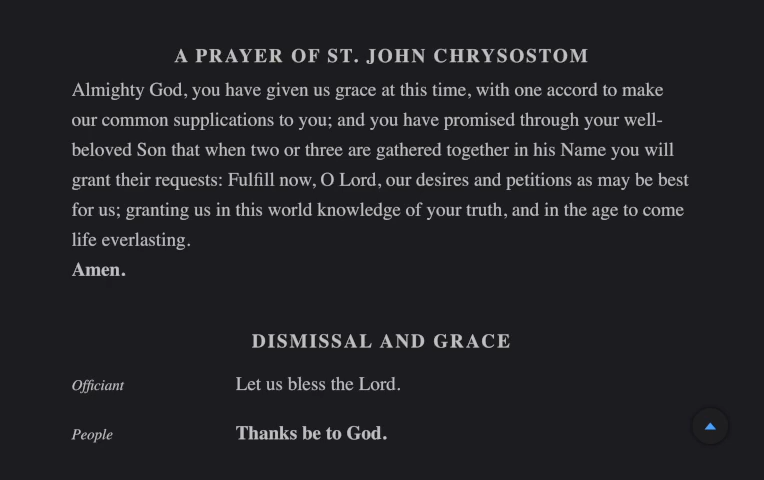 A PRAYER OF ST. JOHN CHRYSOSTOM
Almighty God, you have given us grace at this time, with one accord to make
our common supplications to you; and you have promised through your well-
beloved Son that when two or three are gathered together in his Name you will
grant their requests: Fulfill now, O Lord, our desires and petitions as may be best
for us; granting us in this world knowledge of your truth, and in the age to come
life everlasting.
Amen.
DISMISSAL AND GRACE
Officiant Let us bless the Lord.
People Thanks be to God.